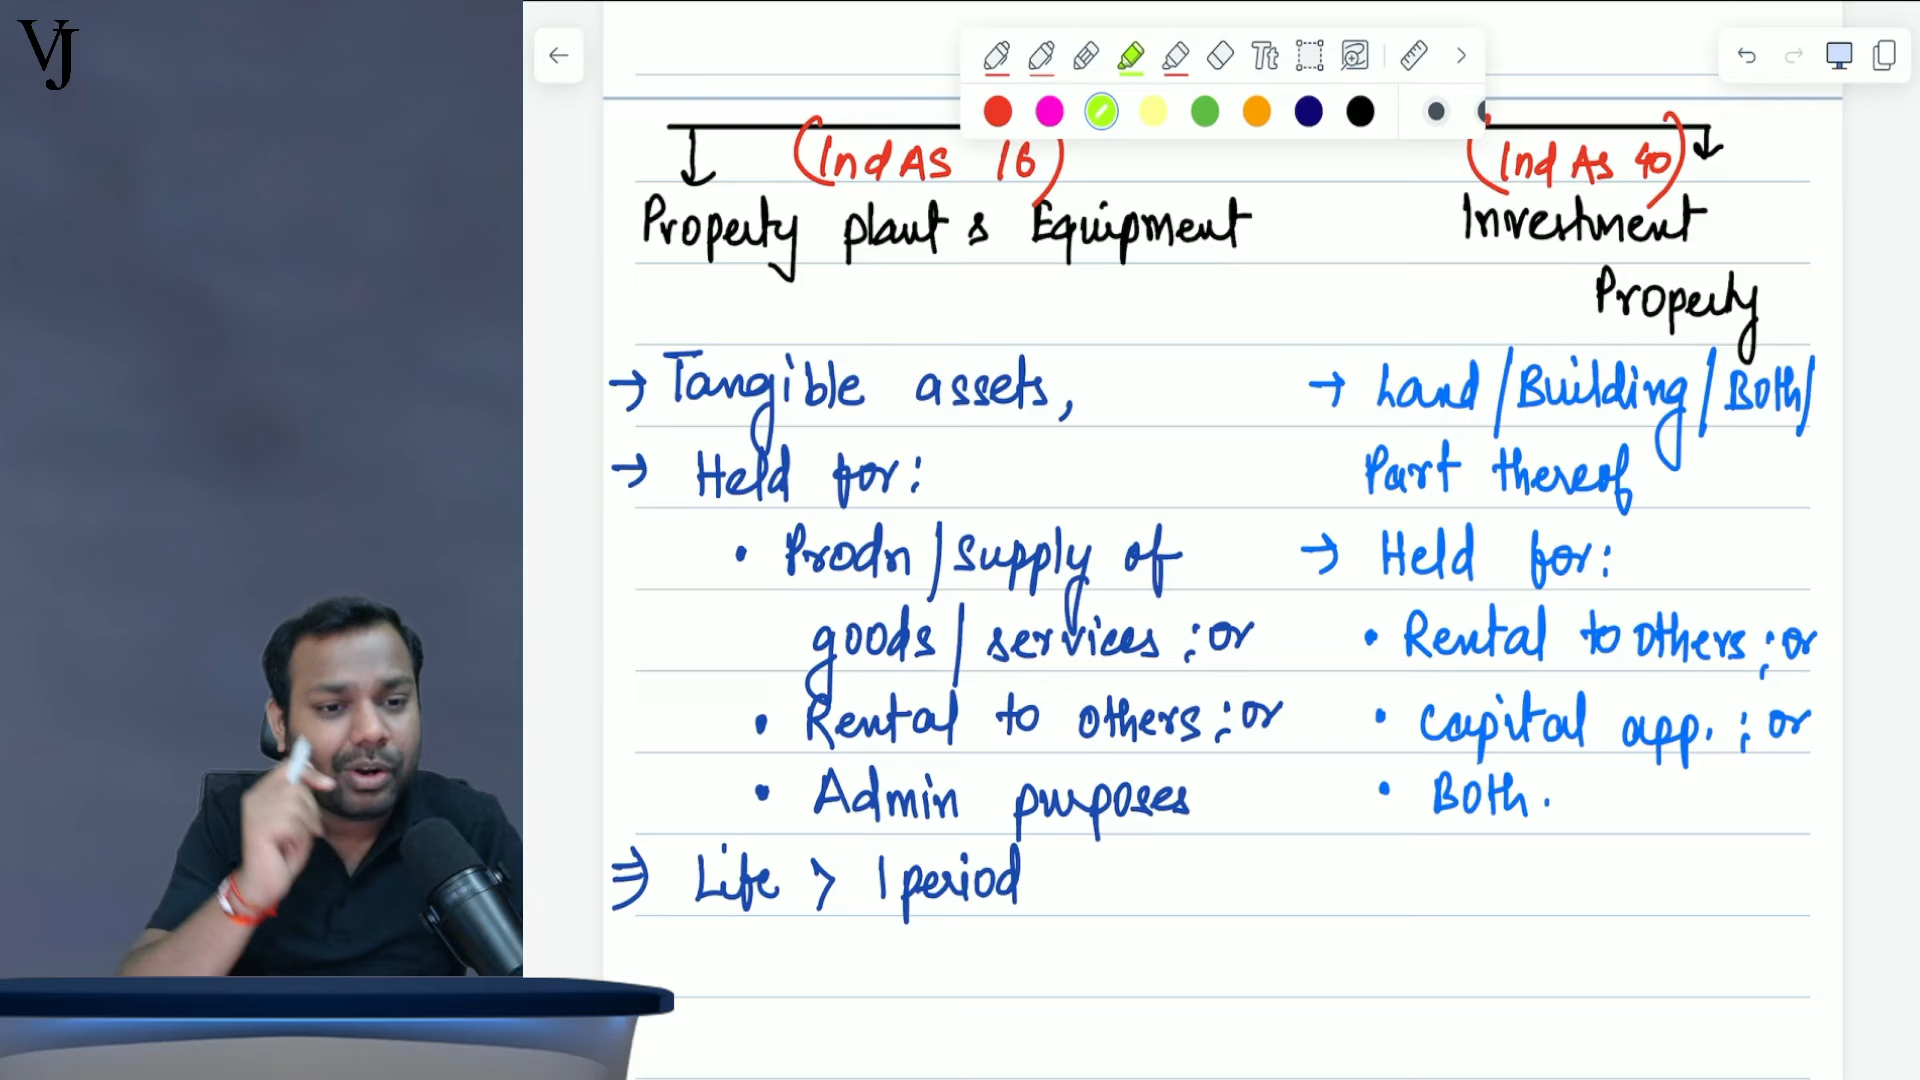 VJ
Tt
(Ind AS 16)
Property plant & Equipment
→ Tangible assets,
→ Held for:
• Prodn/supply of
goods/services; or
• Rental to others; or
• Admin purposes
⇒ Life > 1 period
(Ind As 40)
Investment
Property
→ Land/Building/Both/
Part thereof
→ Held for:
• Rental to others; or
• Capital app.; or
• Both.